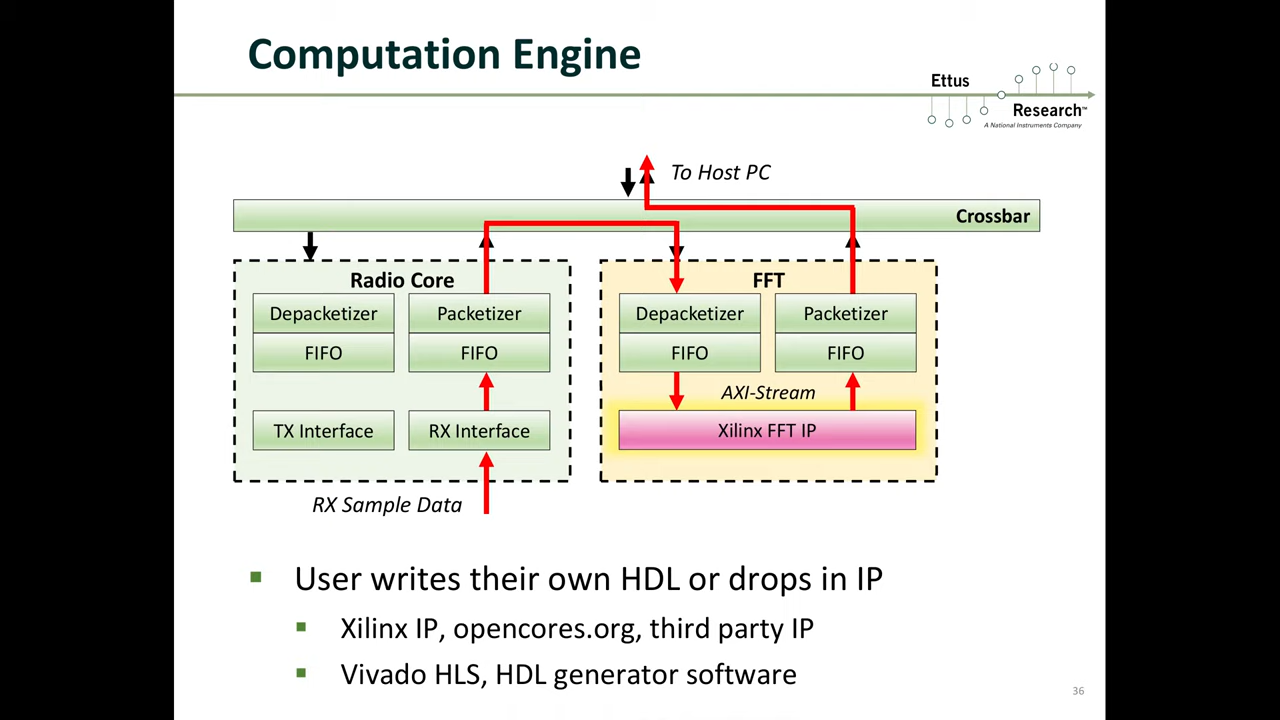 Computation Engine
Ettus
Research™
A National Instruments Company
To Host PC
Crossbar
Radio Core
FFT
Depacketizer
Packetizer
Depacketizer
Packetizer
FIFO
FIFO
FIFO
FIFO
AXI-Stream
TX Interface
RX Interface
Xilinx FFT IP
RX Sample Data
User writes their own HDL or drops in IP
Xilinx IP, opencores.org, third party IP
Vivado HLS, HDL generator software
36